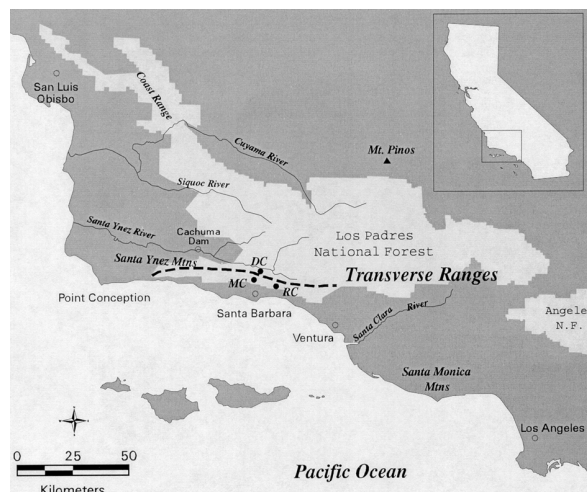 San Luis
Obisbo
Coast Range
Cuyama River
Mt. Pinos
Siquoc River
Santa Ynez River
Cachuma
Dam
Los Padres
National Forest
Santa Ynez Mtns
DC
Transverse Ranges
MC
RC
Point Conception
Santa Barbara
Santa Clara
River
Angele
N.F.
Ventura
Santa Monica
Mtns
Los Angeles
0 25 50
Kilometers
Pacific Ocean